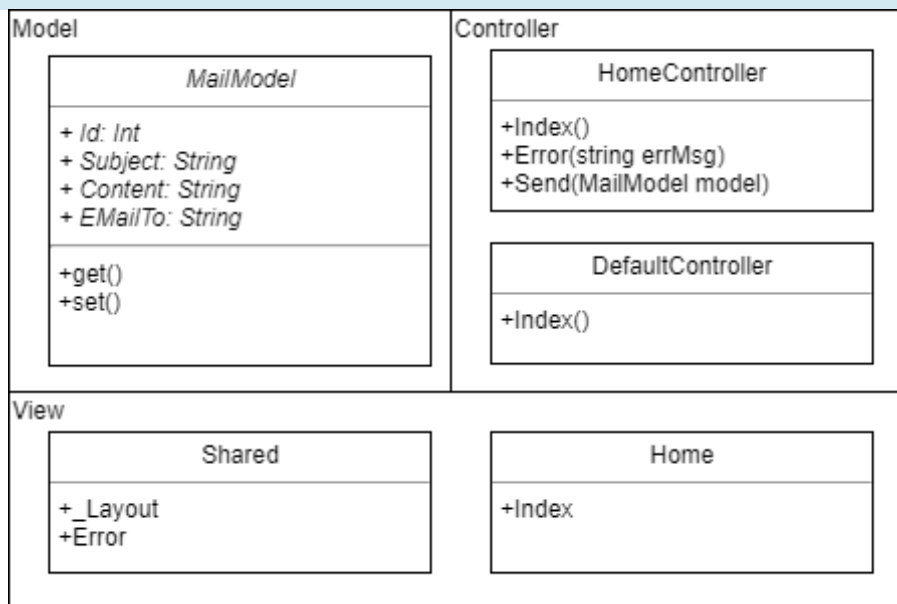 Model
MailModel
+ Id: Int
+ Subject: String
+ Content: String
+ EMailTo: String
+get()
+set()
Controller
HomeController
+Index()
+Error(string errMsg)
+Send(MailModel model)
DefaultController
+Index()
View
Shared
+_Layout
+Error
Home
+Index